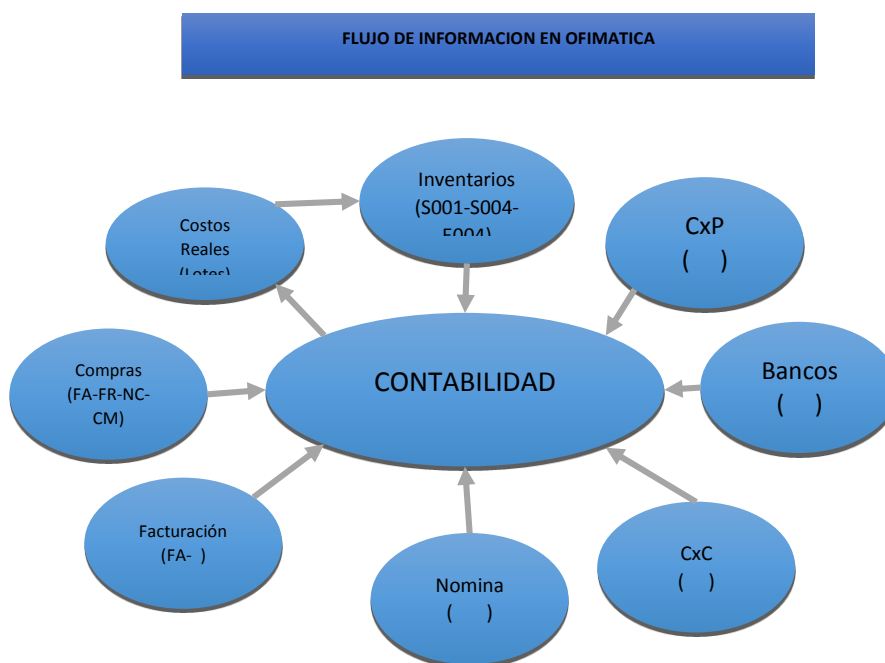 FLUJO DE INFORMACION EN OFIMATICA
Inventarios
(S001-S004-
CxP
(    )
Costos
Reales
(Lotes)
Compras
(FA-FR-NC-
CM)
CONTABILIDAD
Bancos
(    )
Facturación
(FA-  )
Nomina
(    )
CxC
(    )